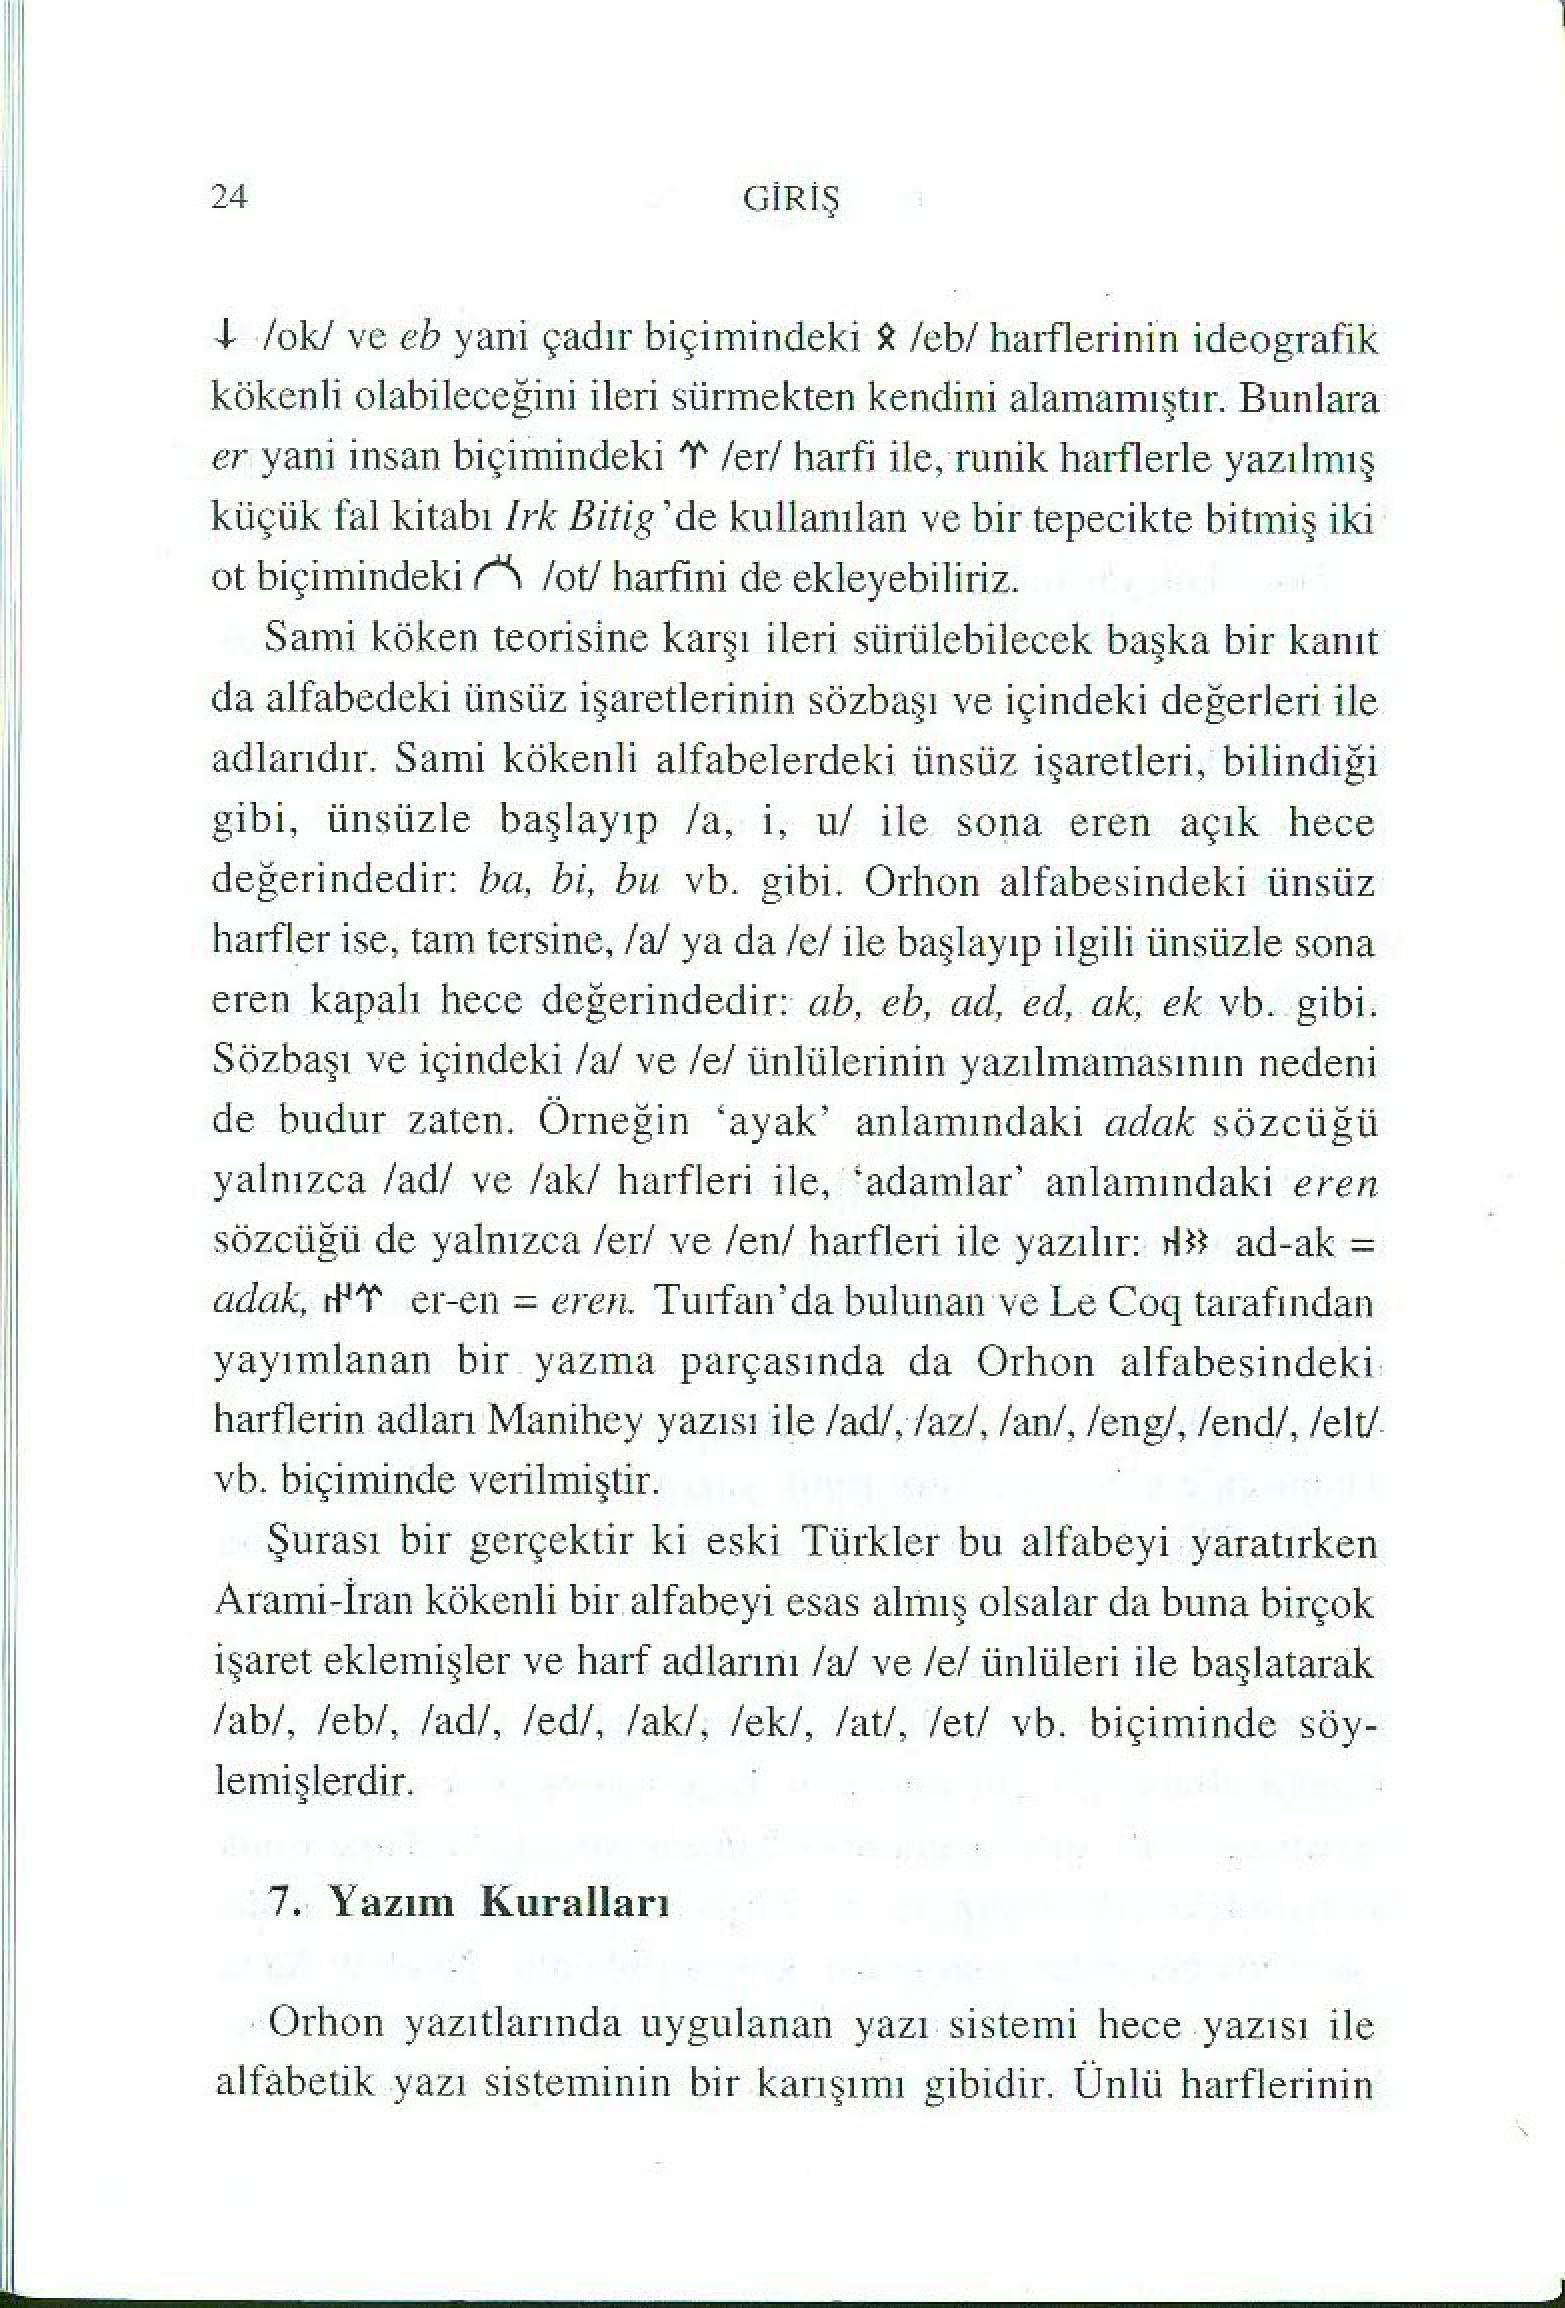 24 GİRİŞ
𐰸 /ok/ ve eb yani çadır biçimindeki 𐰋 /eb/ harflerinin ideografik
kökenli olabileceğini ileri sürmekten kendini alamamıştır. Bunlara
er yani insan biçimindeki 𐰼 /er/ harfi ile, runik harflerle yazılmış
küçük fal kitabı Irk Bitig'de kullanılan ve bir tepecikte bitmiş iki
ot biçimindeki /ot/ harfini de ekleyebiliriz.
Sami köken teorisine karşı ileri sürülebilecek başka bir kanıt
da alfabedeki ünsüz işaretlerinin sözbaşı ve içindeki değerleri ile
adlarıdır. Sami kökenli alfabelerdeki ünsüz işaretleri, bilindiği
gibi, ünsüzle başlayıp /a, i, u/ ile sona eren açık hece
değerindedir: ba, bi, bu vb. gibi. Orhon alfabesindeki ünsüz
harfler ise, tam tersine, /a/ ya da /e/ ile başlayıp ilgili ünsüzle sona
eren kapalı hece değerindedir: ab, eb, ad, ed, ak, ek vb. gibi.
Sözbaşı ve içindeki /a/ ve /e/ ünlülerinin yazılmamasının nedeni
de budur zaten. Örneğin ‘ayak’ anlamındaki adak sözcüğü
yalnızca /ad/ ve /ak/ harfleri ile, ‘adamlar’ anlamındaki eren
sözcüğü de yalnızca /er/ ve /en/ harfleri ile yazılır: 𐰑𐰴 ad-ak =
adak, 𐰼𐰤 er-en = eren. Turfan'da bulunan ve Le Coq tarafından
yayımlanan bir yazma parçasında da Orhon alfabesindeki
harflerin adları Manihey yazısı ile /ad/, /az/, /an/, /eng/, /end/, /elt/
vb. biçiminde verilmiştir.
Şurası bir gerçektir ki eski Türkler bu alfabeyi yaratırken
Arami-İran kökenli bir alfabeyi esas almış olsalar da buna birçok
işaret eklemişler ve harf adlarını /a/ ve /e/ ünlüleri ile başlatarak
/ab/, /eb/, /ad/, /ed/, /ak/, /ek/, /at/, /et/ vb. biçiminde söy-
lemişlerdir.
7. Yazım Kuralları
Orhon yazıtlarında uygulanan yazı sistemi hece yazısı ile
alfabetik yazı sisteminin bir karışımı gibidir. Ünlü harflerinin